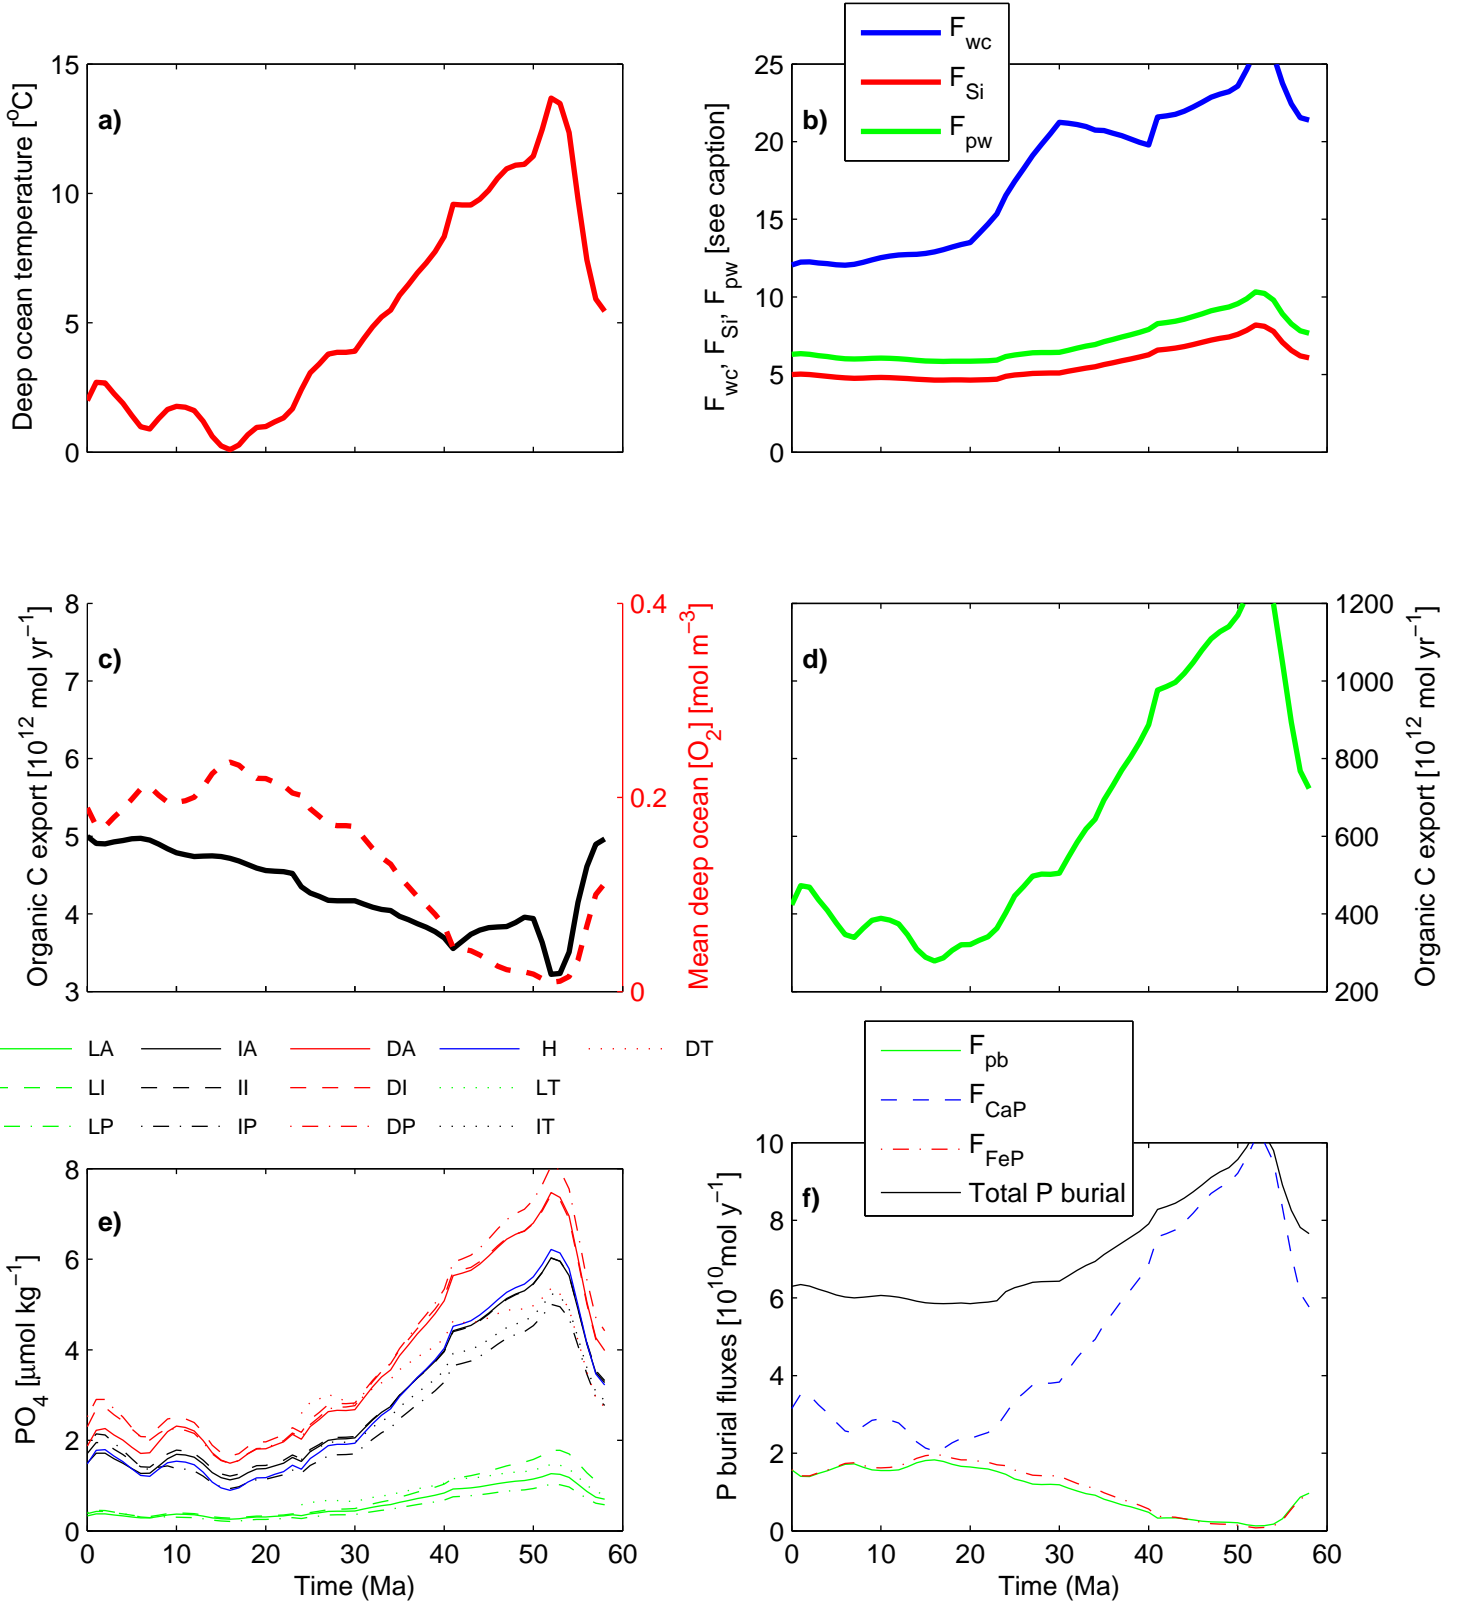 F_wc
F_Si
F_pw
15
10
5
0
Deep ocean temperature [°C]
a)
25
20
15
10
5
0
F_wc, F_Si, F_pw [see caption]
b)
8
7
6
5
4
3
Organic C export [10^12 mol yr^−1]
c)
0.4
0.2
0
Mean deep ocean [O_2] [mol m^−3]
d)
1200
1000
800
600
400
200
Organic C export [10^12 mol yr^−1]
LA IA DA H DT
LI II DI LT
LP IP DP IT
F_pb
F_CaP
F_FeP
Total P burial
8
6
4
2
0
PO_4 [μmol kg^−1]
e)
0 10 20 30 40 50 60
Time (Ma)
10
8
6
4
2
0
P burial fluxes [10^10 mol y^−1]
f)
0 10 20 30 40 50 60
Time (Ma)